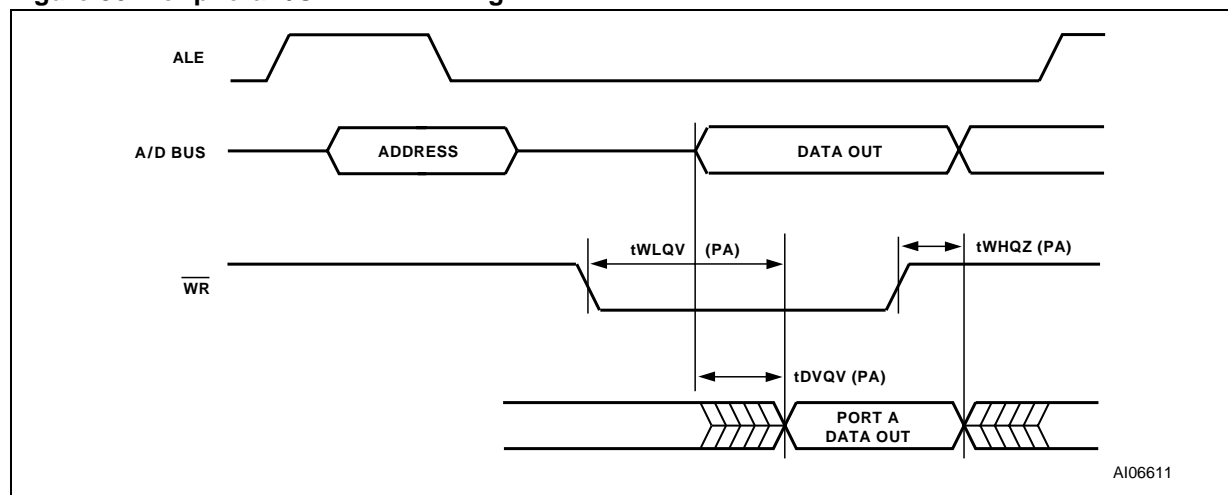 ALE
A/D BUS
ADDRESS
DATA OUT
tWLQV (PA)
tWHQZ (PA)
WR
tDVQV (PA)
PORT A
DATA OUT
AI06611